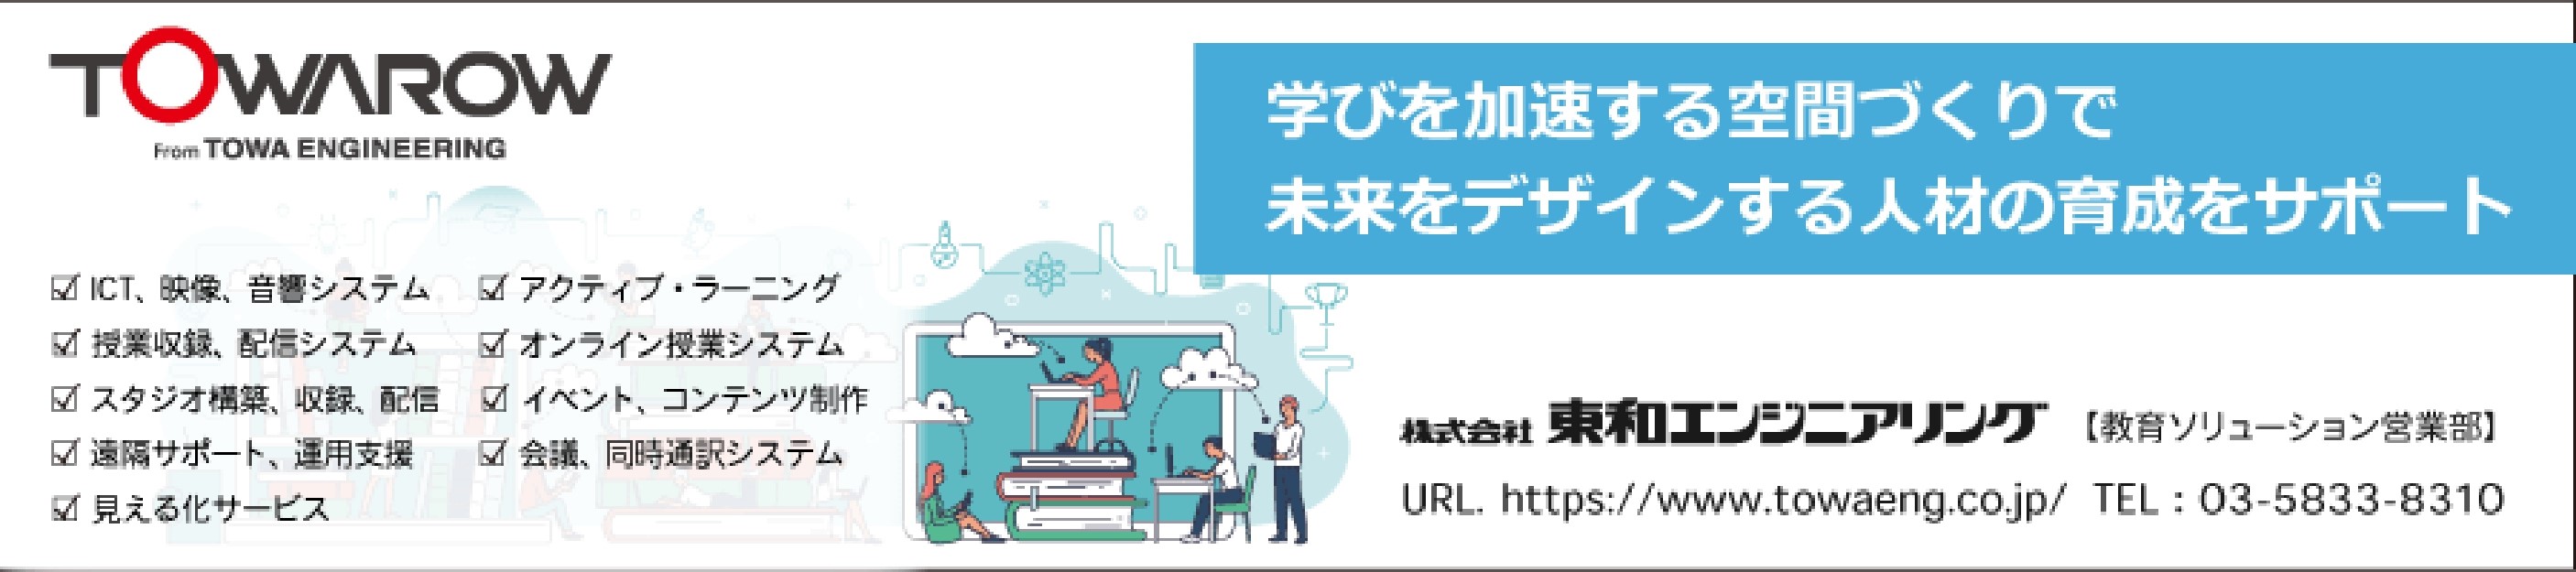 TOWAROW
From TOWA ENGINEERING
学びを加速する空間づくりで
未来をデザインする人材の育成をサポート
☑ ICT、映像、音響システム
☑ 授業収録、配信システム
☑ スタジオ構築、収録、配信
☑ 遠隔サポート、運用支援
☑ 見える化サービス
☑ アクティブ・ラーニング
☑ オンライン授業システム
☑ イベント、コンテンツ制作
☑ 会議、同時通訳システム
株式会社 東和エンジニアリング 【教育ソリューション営業部】
URL. https://www.towaeng.co.jp/ TEL : 03-5833-8310